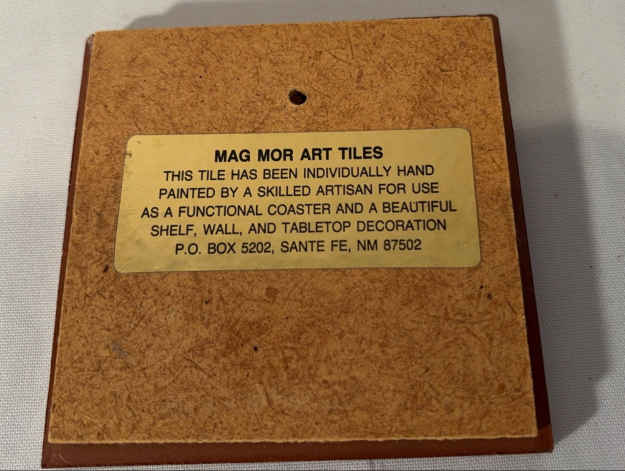 MAG MOR ART TILES
THIS TILE HAS BEEN INDIVIDUALLY HAND
PAINTED BY A SKILLED ARTISAN FOR USE
AS A FUNCTIONAL COASTER AND A BEAUTIFUL
SHELF, WALL, AND TABLETOP DECORATION
P.O. BOX 5202, SANTE FE, NM 87502